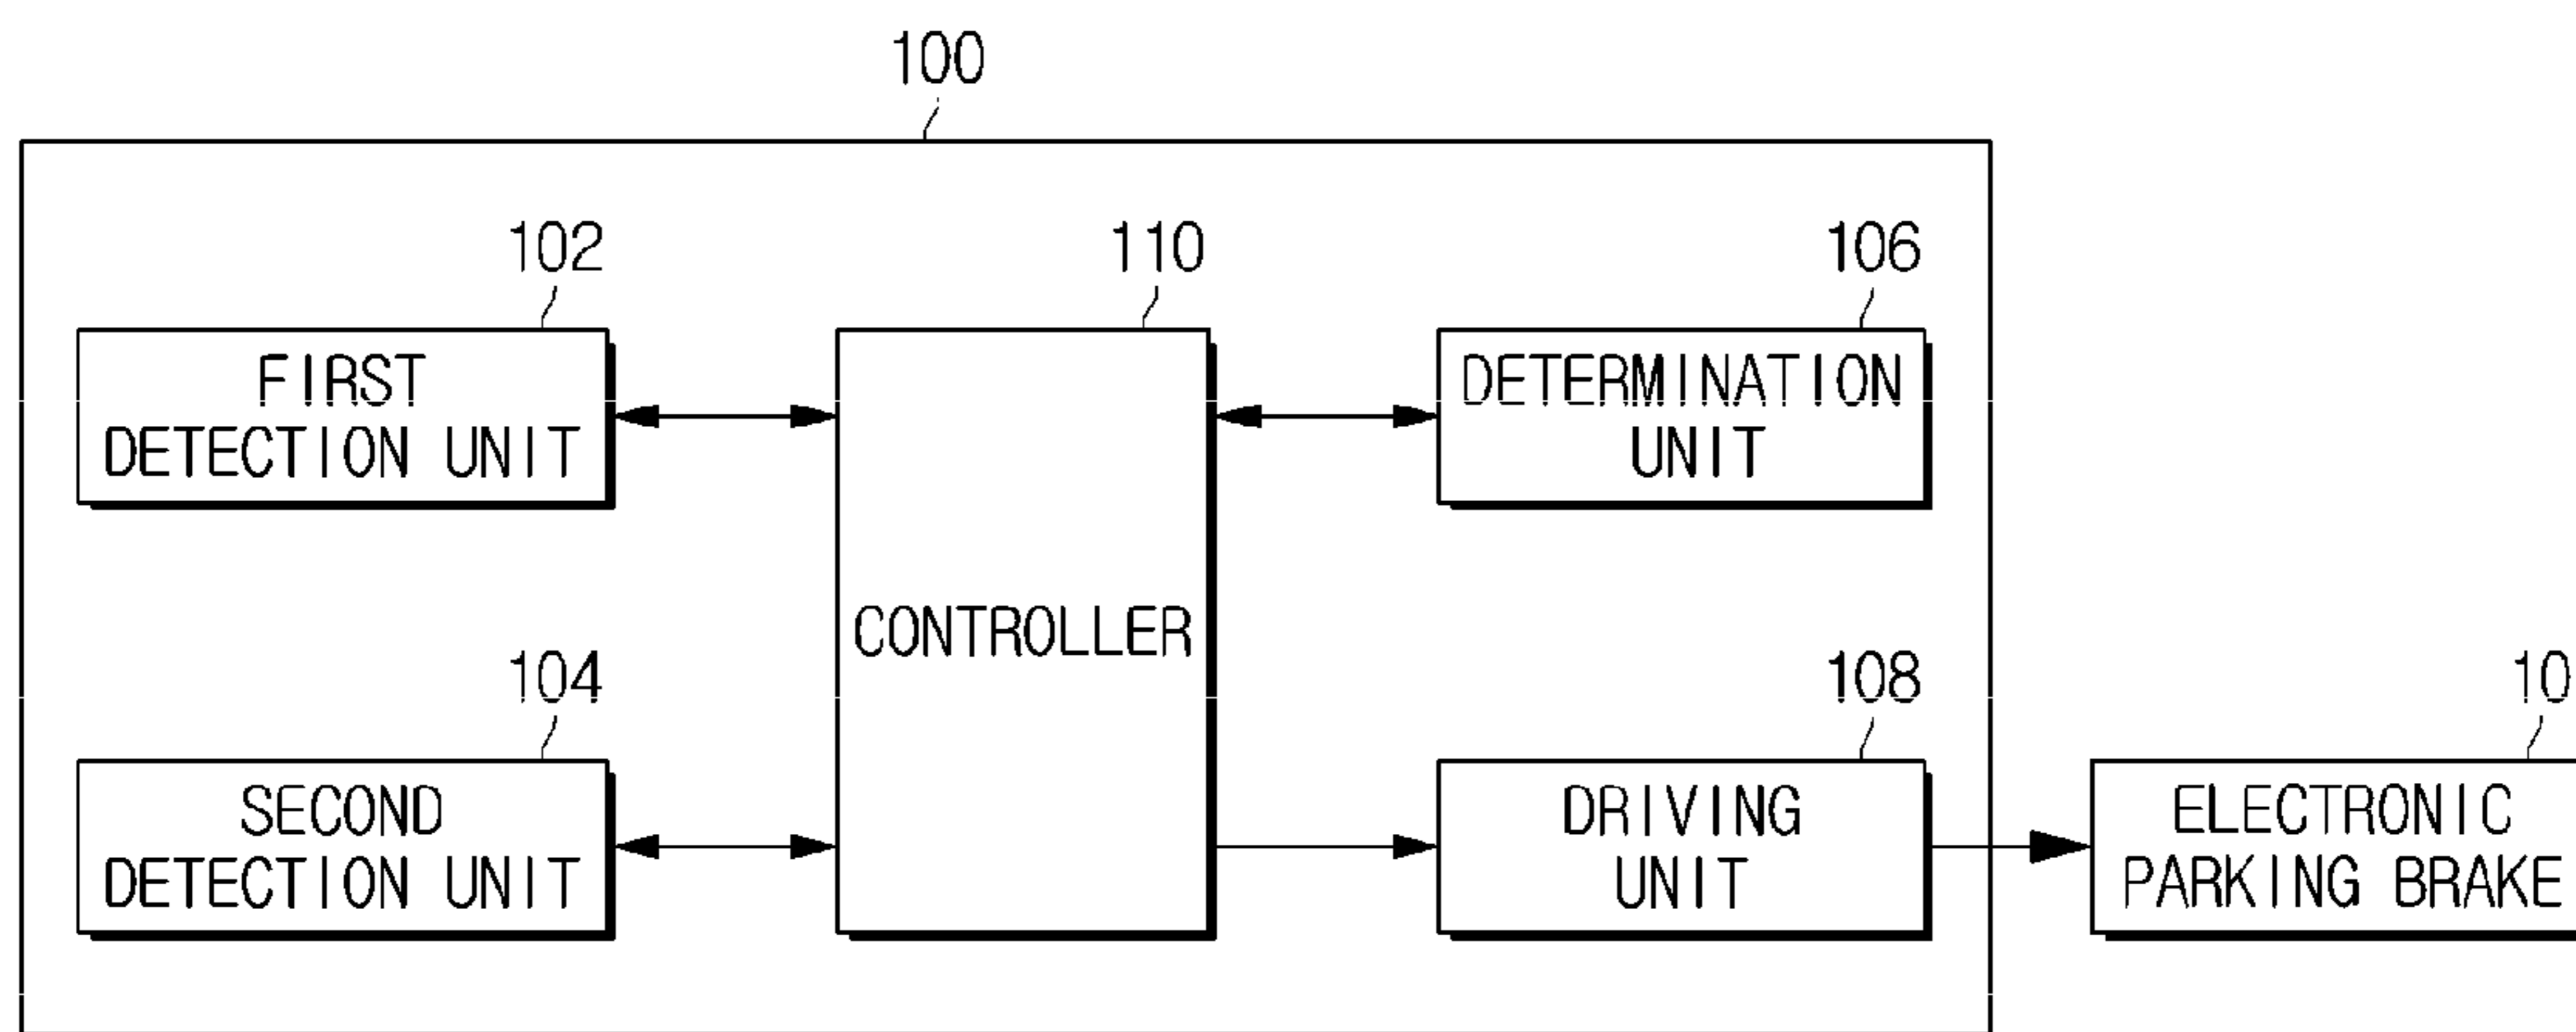 100
102
FIRST
DETECTION UNIT
110
CONTROLLER
106
DETERMINATION
UNIT
104
SECOND
DETECTION UNIT
108
DRIVING
UNIT
10
ELECTRONIC
PARKING BRAKE